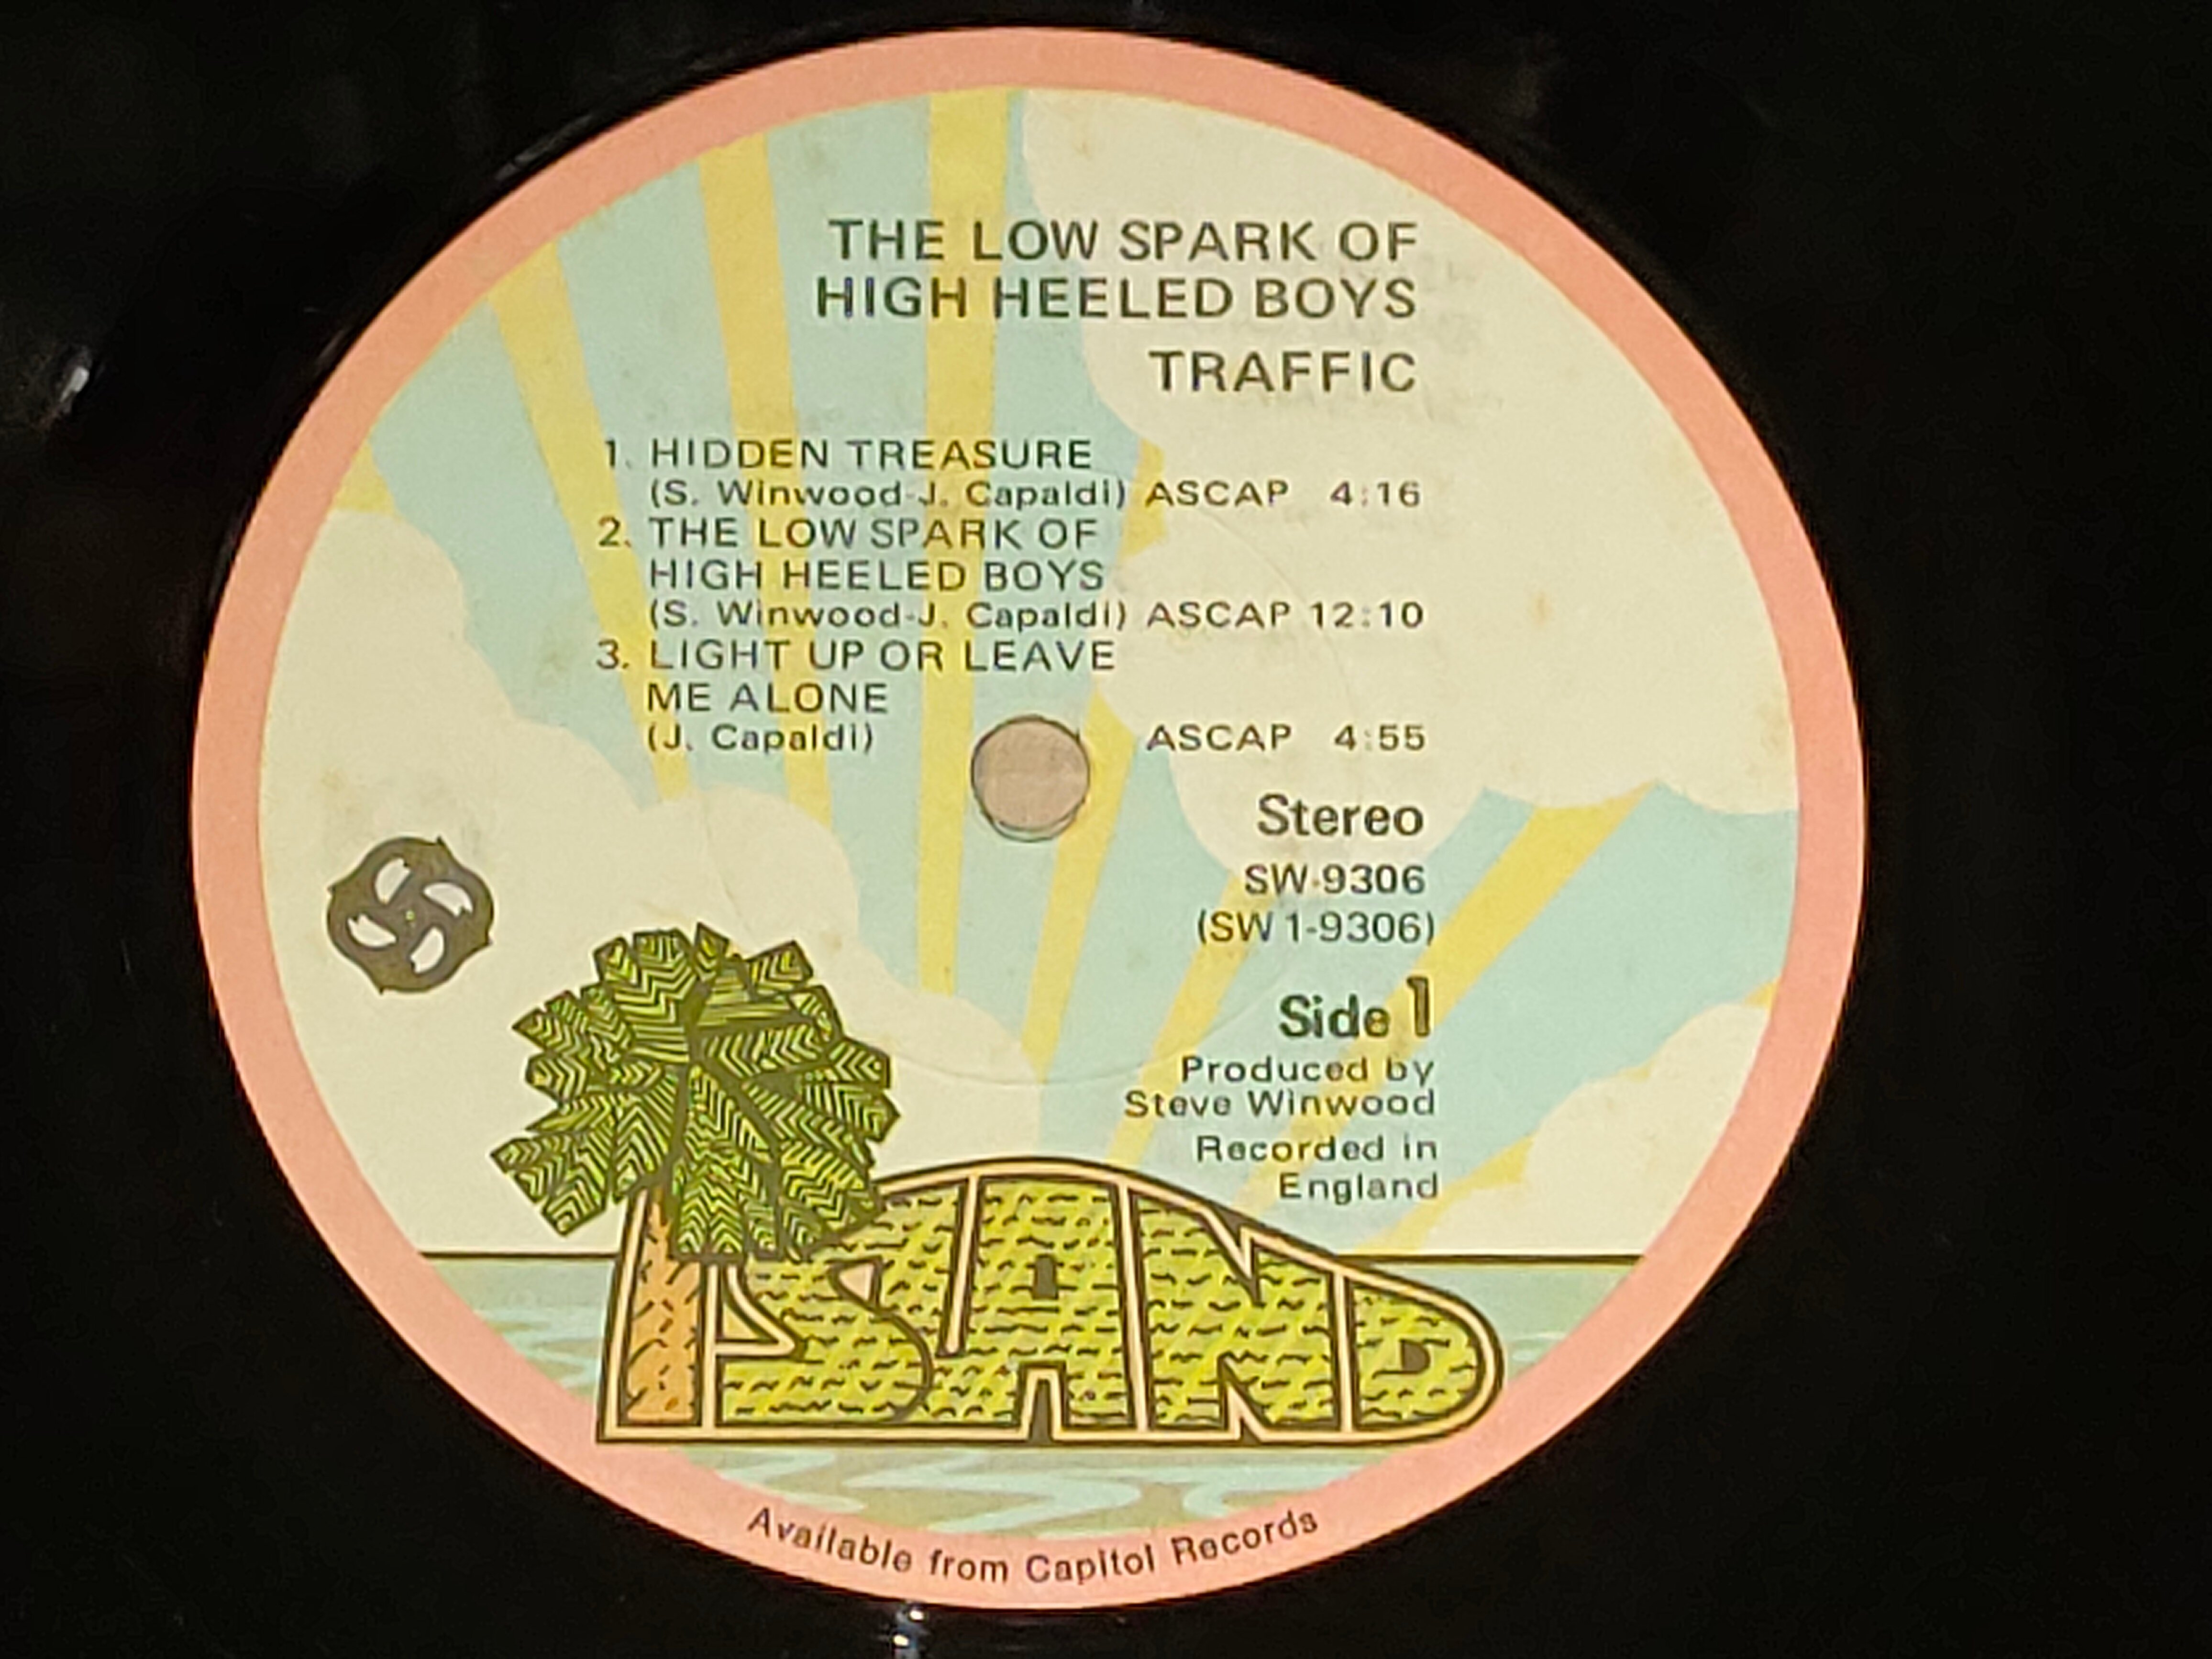 THE LOW SPARK OF
HIGH HEELED BOYS
TRAFFIC
1. HIDDEN TREASURE
(S. Winwood-J. Capaldi) ASCAP 4:16
2. THE LOW SPARK OF
HIGH HEELED BOYS
(S. Winwood-J. Capaldi) ASCAP 12:10
3. LIGHT UP OR LEAVE
ME ALONE
(J. Capaldi) ASCAP 4:55
Stereo
SW-9306
(SW 1-9306)
Side 1
Produced by
Steve Winwood
Recorded in
England
ISLAND
Available from Capitol Records